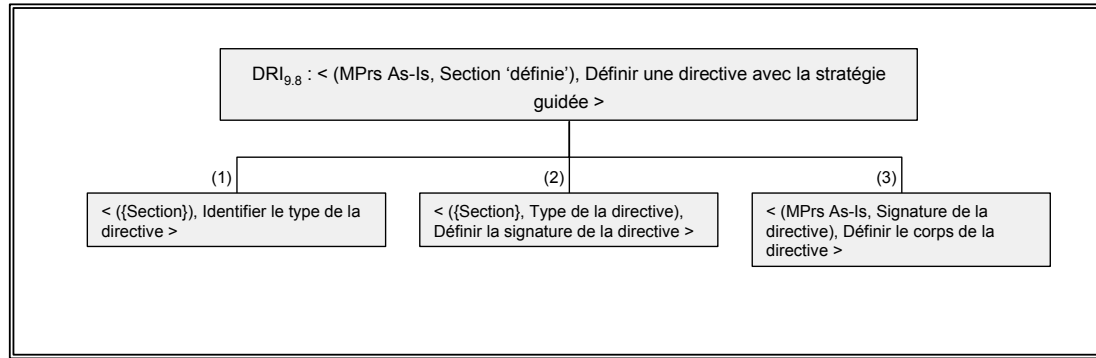 DRI9.8 : < (MPrs As-Is, Section ‘définie’), Définir une directive avec la stratégie
guidée >
(1)
(2)
(3)
< ({Section}), Identifier le type de la
directive >
< ({Section}, Type de la directive),
Définir la signature de la directive >
< (MPrs As-Is, Signature de la
directive), Définir le corps de la
directive >